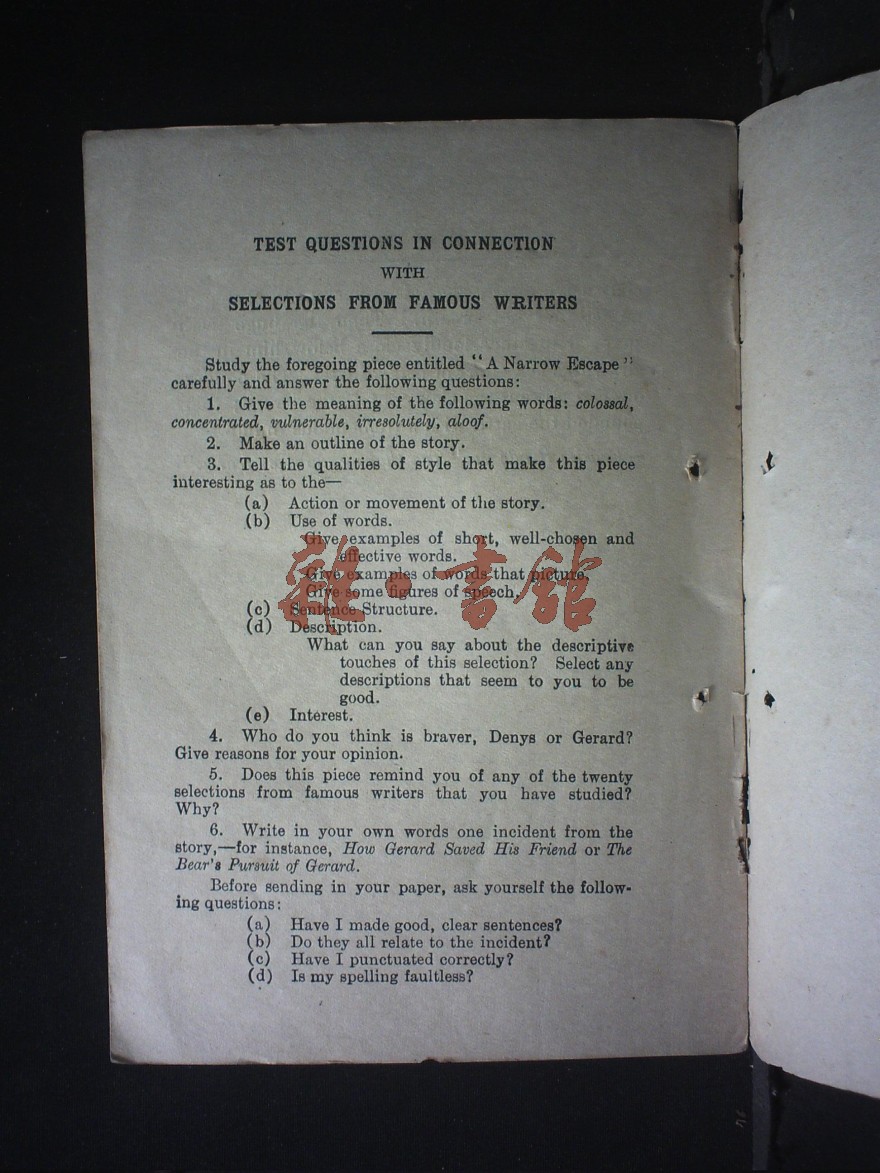 TEST QUESTIONS IN CONNECTION
WITH
SELECTIONS FROM FAMOUS WRITERS
Study the foregoing piece entitled "A Narrow Escape"
carefully and answer the following questions:
1. Give the meaning of the following words: colossal,
concentrated, vulnerable, irresolutely, aloof.
2. Make an outline of the story.
3. Tell the qualities of style that make this piece
interesting as to the—
(a) Action or movement of the story.
(b) Use of words.
Give examples of short, well-chosen and
effective words.
Give examples of words that picture.
Give some figures of speech.
(c) Sentence Structure.
(d) Description.
What can you say about the descriptive
touches of this selection? Select any
descriptions that seem to you to be
good.
(e) Interest.
4. Who do you think is braver, Denys or Gerard?
Give reasons for your opinion.
5. Does this piece remind you of any of the twenty
selections from famous writers that you have studied?
Why?
6. Write in your own words one incident from the
story,—for instance, How Gerard Saved His Friend or The
Bear's Pursuit of Gerard.
Before sending in your paper, ask yourself the follow-
ing questions:
(a) Have I made good, clear sentences?
(b) Do they all relate to the incident?
(c) Have I punctuated correctly?
(d) Is my spelling faultless?
雜·書館